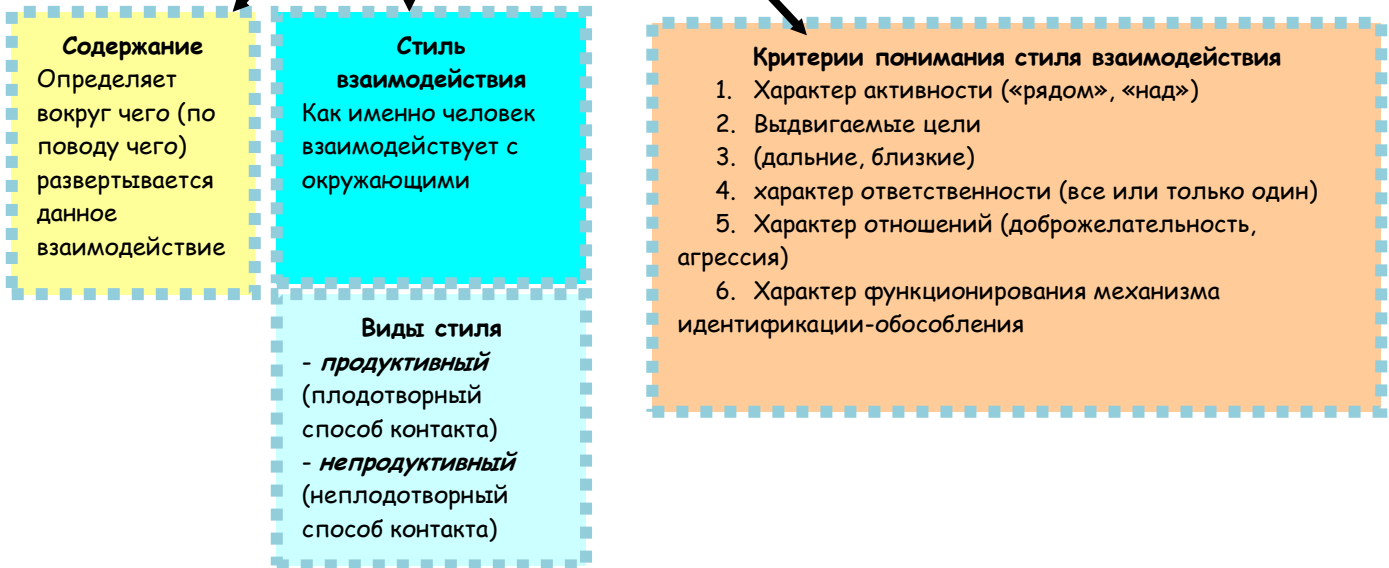 Содержание
Определяет
вокруг чего (по
поводу чего)
развертывается
данное
взаимодействие
Стиль
взаимодействия
Как именно человек
взаимодействует с
окружающими
Виды стиля
- продуктивный
(плодотворный
способ контакта)
- непродуктивный
(неплодотворный
способ контакта)
Критерии понимания стиля взаимодействия
1. Характер активности («рядом», «над»)
2. Выдвигаемые цели
3. (дальние, близкие)
4. характер ответственности (все или только один)
5. Характер отношений (доброжелательность,
агрессия)
6. Характер функционирования механизма
идентификации-обособления